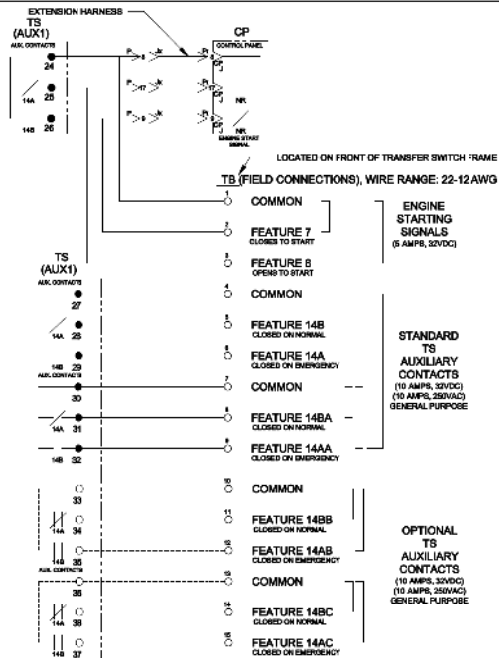 EXTENSION HARNESS
TS
(AUX1)
AUX. CONTACTS
24
14A 25
14B 26
CP
CONTROL PANEL
NR
NR
ENGINE START
SIGNAL
LOCATED ON FRONT OF TRANSFER SWITCH FRAME
TB (FIELD CONNECTIONS), WIRE RANGE: 22-12 AWG
1 COMMON
2 FEATURE 7
CLOSES TO START
3 FEATURE 8
OPENS TO START
ENGINE
STARTING
SIGNALS
(5 AMPS, 32VDC)
TS
(AUX1)
AUX. CONTACTS
27
14A 28
14B 29
AUX. CONTACTS
30
14A 31
14B 32
4 COMMON
5 FEATURE 14B
CLOSED ON NORMAL
6 FEATURE 14A
CLOSED ON EMERGENCY
7 COMMON
8 FEATURE 14BA
CLOSED ON NORMAL
9 FEATURE 14AA
CLOSED ON EMERGENCY
STANDARD
TS
AUXILIARY
CONTACTS
(10 AMPS, 32VDC)
(10 AMPS, 250VAC)
GENERAL PURPOSE
33
14A 34
14B 35
AUX. CONTACTS
36
14A 38
14B 37
10 COMMON
11 FEATURE 14BB
CLOSED ON NORMAL
12 FEATURE 14AB
CLOSED ON EMERGENCY
13 COMMON
14 FEATURE 14BC
CLOSED ON NORMAL
15 FEATURE 14AC
CLOSED ON EMERGENCY
OPTIONAL
TS
AUXILIARY
CONTACTS
(10 AMPS, 32VDC)
(10 AMPS, 250VAC)
GENERAL PURPOSE